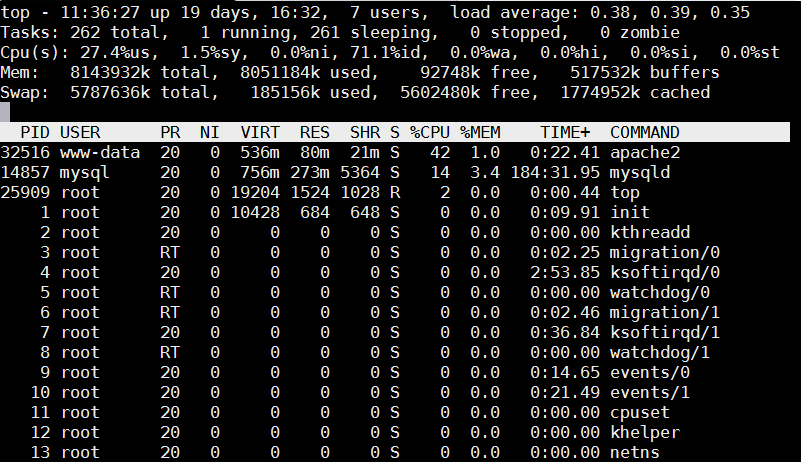 top - 11:36:27 up 19 days, 16:32,  7 users,  load average: 0.38, 0.39, 0.35
Tasks: 262 total,   1 running, 261 sleeping,   0 stopped,   0 zombie
Cpu(s): 27.4%us,  1.5%sy,  0.0%ni, 71.1%id,  0.0%wa,  0.0%hi,  0.0%si,  0.0%st
Mem:   8143932k total,  8051184k used,    92748k free,   517532k buffers
Swap:  5787636k total,   185156k used,  5602480k free,  1774952k cached
  PID USER      PR  NI  VIRT  RES  SHR S %CPU %MEM    TIME+  COMMAND
32516 www-data  20   0  536m  80m  21m S   42  1.0   0:22.41 apache2
14857 mysql     20   0  756m 273m 5364 S   14  3.4 184:31.95 mysqld
25909 root      20   0 19204 1524 1028 R    2  0.0   0:00.44 top
    1 root      20   0 10428  684  648 S    0  0.0   0:09.91 init
    2 root      20   0     0    0    0 S    0  0.0   0:00.00 kthreadd
    3 root      RT   0     0    0    0 S    0  0.0   0:02.25 migration/0
    4 root      20   0     0    0    0 S    0  0.0   2:53.85 ksoftirqd/0
    5 root      RT   0     0    0    0 S    0  0.0   0:00.00 watchdog/0
    6 root      RT   0     0    0    0 S    0  0.0   0:02.46 migration/1
    7 root      20   0     0    0    0 S    0  0.0   0:36.84 ksoftirqd/1
    8 root      RT   0     0    0    0 S    0  0.0   0:00.00 watchdog/1
    9 root      20   0     0    0    0 S    0  0.0   0:14.65 events/0
   10 root      20   0     0    0    0 S    0  0.0   0:21.49 events/1
   11 root      20   0     0    0    0 S    0  0.0   0:00.00 cpuset
   12 root      20   0     0    0    0 S    0  0.0   0:00.00 khelper
   13 root      20   0     0    0    0 S    0  0.0   0:00.00 netns